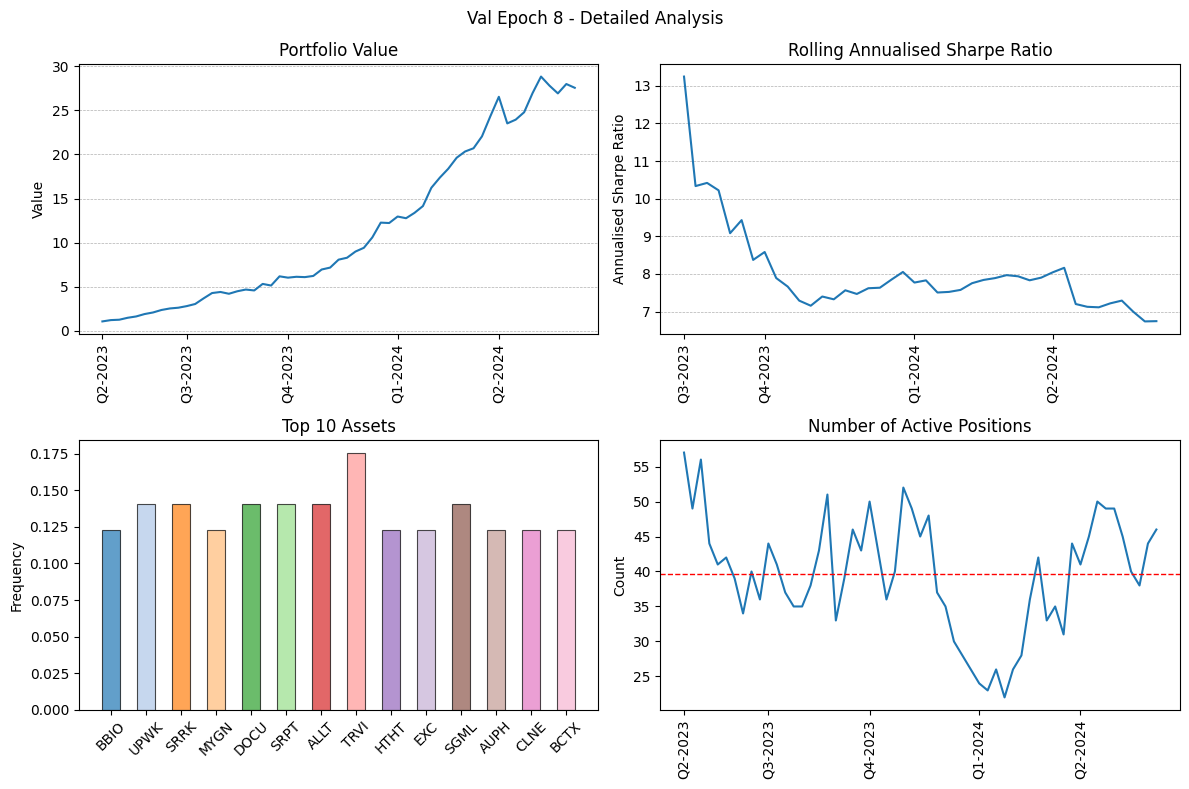 Val Epoch 8 - Detailed Analysis
Portfolio Value
Value
30
25
20
15
10
5
0
Q2-2023
Q3-2023
Q4-2023
Q1-2024
Q2-2024
Rolling Annualised Sharpe Ratio
Annualised Sharpe Ratio
13
12
11
10
9
8
7
Q3-2023
Q4-2023
Q1-2024
Q2-2024
Top 10 Assets
Frequency
0.175
0.150
0.125
0.100
0.075
0.050
0.025
0.000
BBIO
UPWK
SRRK
MYGN
DOCU
SRPT
ALLT
TRVI
HTHT
EXC
SGML
AUPH
CLNE
BCTX
Number of Active Positions
Count
55
50
45
40
35
30
25
Q2-2023
Q3-2023
Q4-2023
Q1-2024
Q2-2024